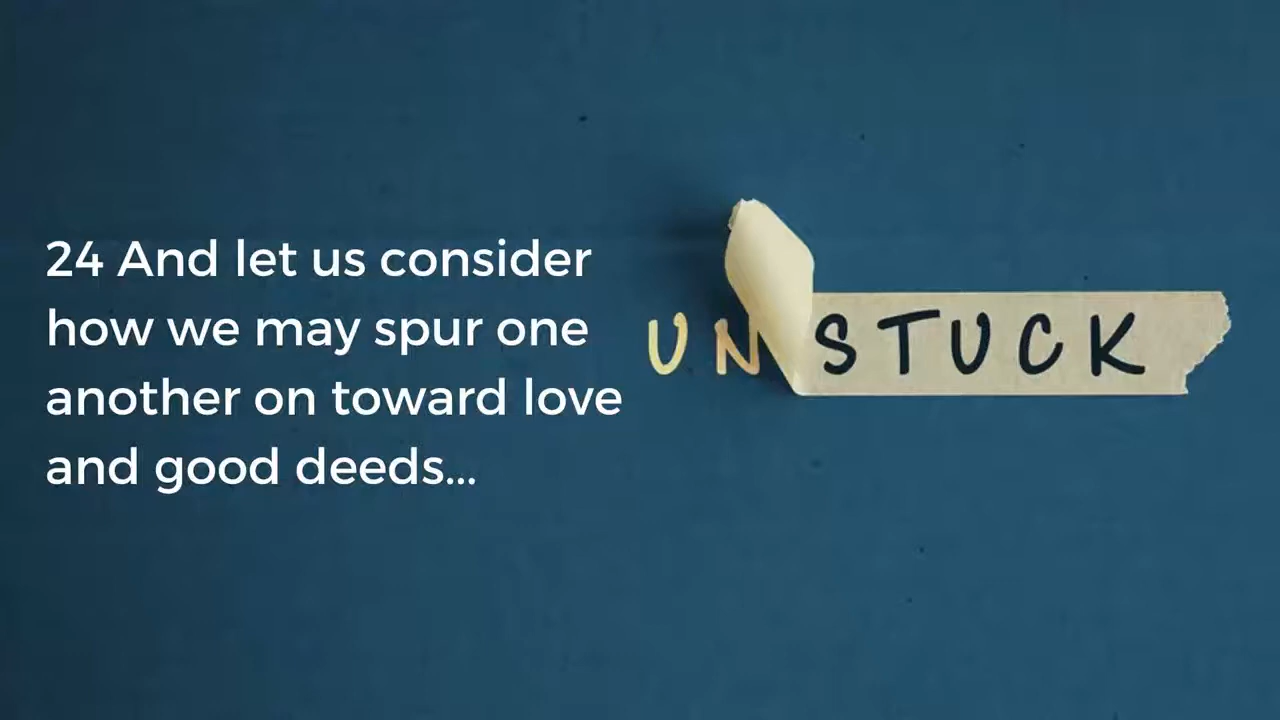 24 And let us consider
how we may spur one
another on toward love
and good deeds...
UNSTUCK